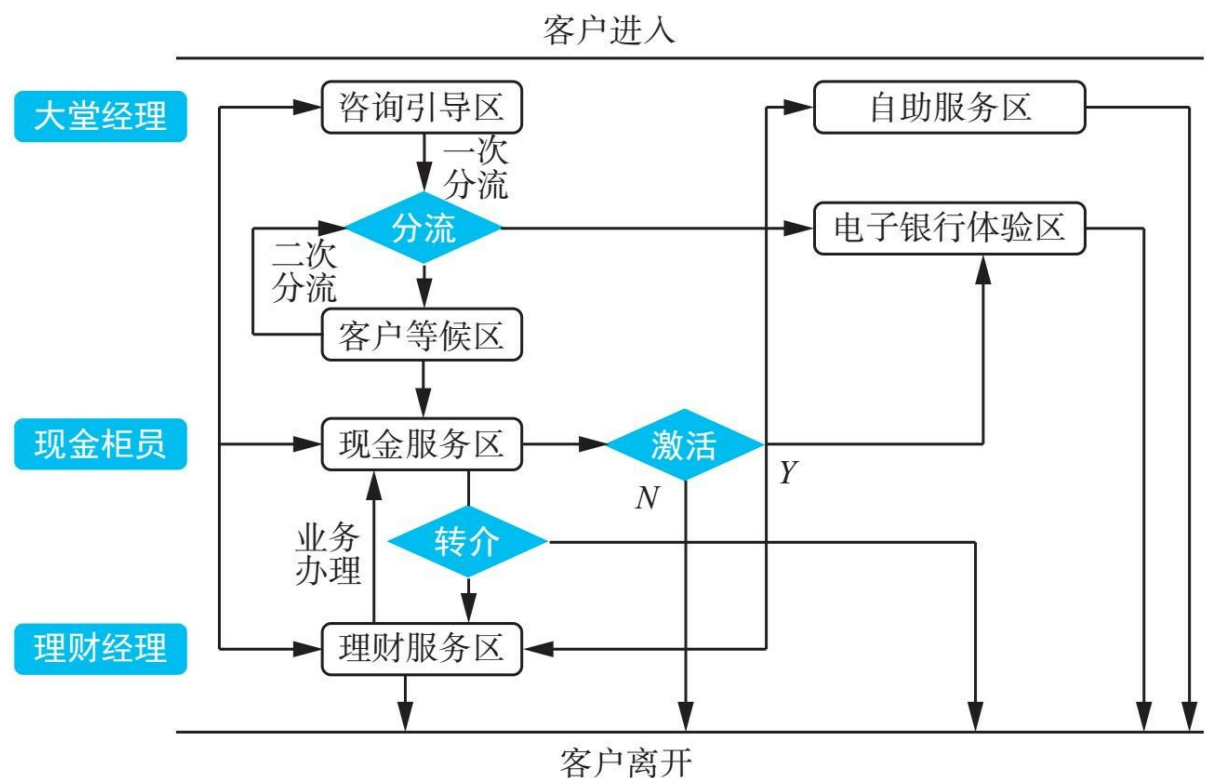 客户进入
大堂经理
咨询引导区
自助服务区
一次
分流
分流
电子银行体验区
二次
分流
客户等候区
现金柜员
现金服务区
激活
N
Y
业务
办理
转介
理财经理
理财服务区
客户离开